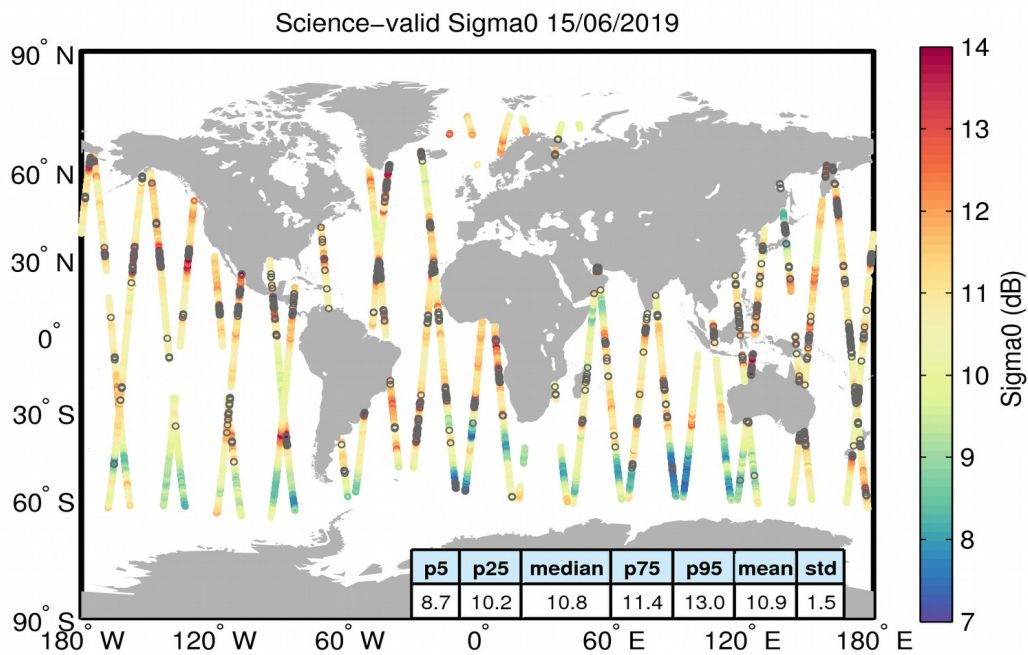 Science−valid Sigma0 15/06/2019
90° N
60° N
30° N
0°
30° S
60° S
90° S
180° W
120° W
60° W
0°
60° E
120° E
180° E
p5 p25 median p75 p95 mean std
8.7 10.2 10.8 11.4 13.0 10.9 1.5
14
13
12
11
10
9
8
7
Sigma0 (dB)